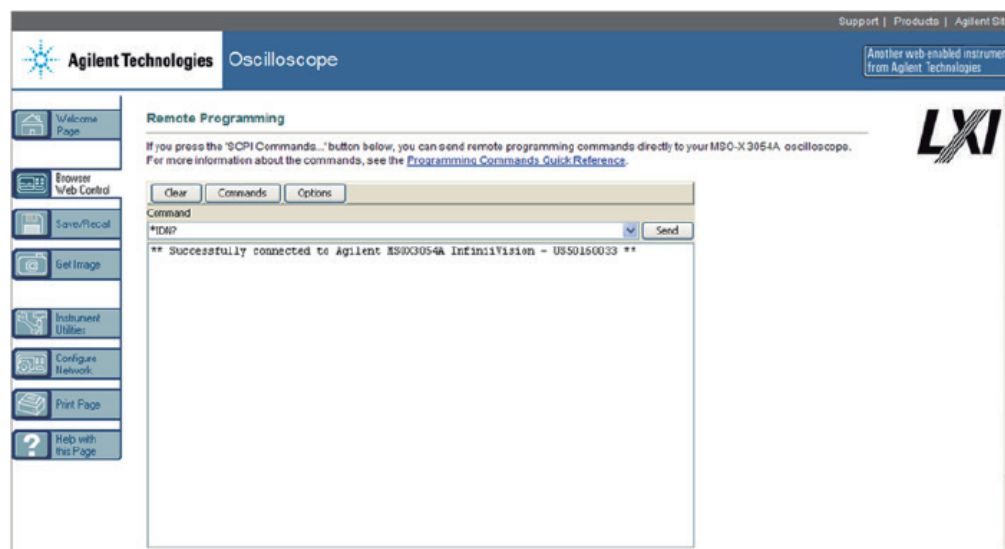 Support | Products | Agilent Sit
Agilent Technologies Oscilloscope
Another web-enabled instrumen
from Agilent Technologies
Welcome
Page
Browser
Web Control
Save/Recall
Get Image
Instrument
Utilities
Configure
Network
Print Page
? Help with
this Page
Remote Programming
If you press the 'SCPI Commands...' button below, you can send remote programming commands directly to your MSO-X 3054A oscilloscope.
For more information about the commands, see the Programming Commands Quick Reference.
Clear Commands Options
Command
*IDN? Send
** Successfully connected to Agilent MSOX3054A InfiniiVision - US50160033 **
LXI